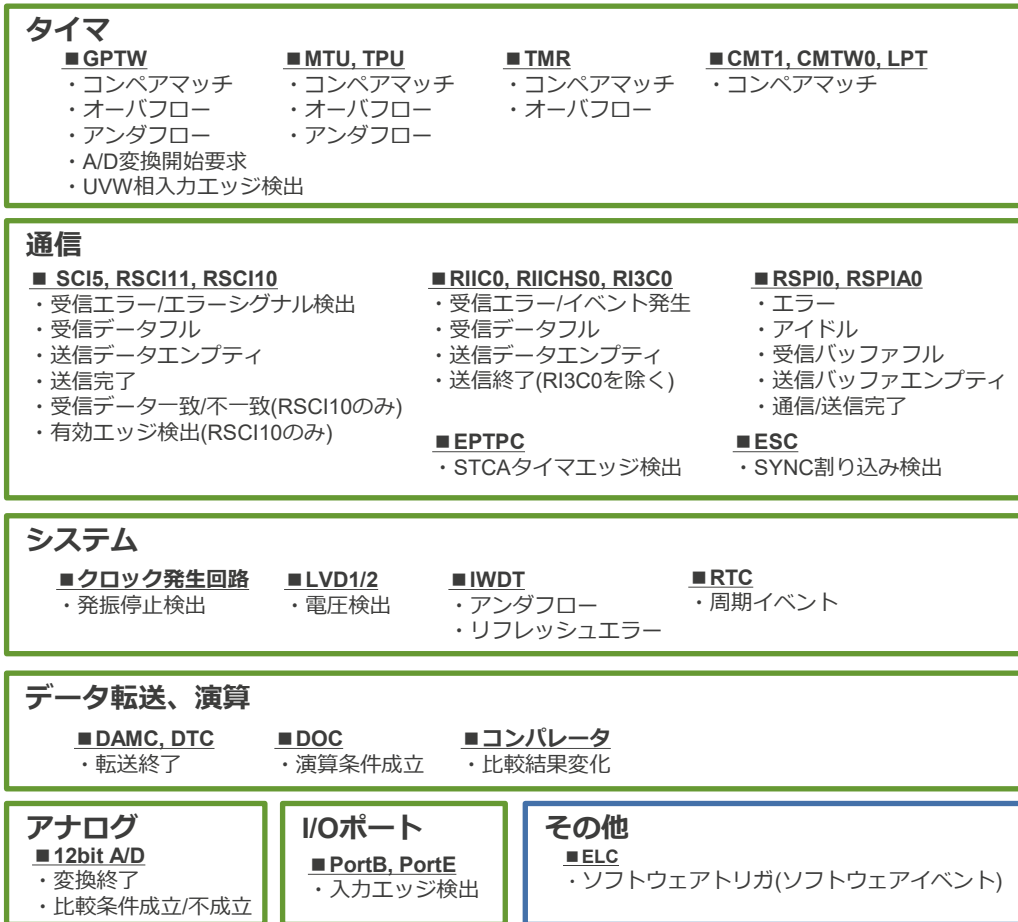 タイマ
■GPTW
・コンペアマッチ
・オーバフロー
・アンダフロー
・A/D変換開始要求
・UVW相入力エッジ検出
■MTU, TPU
・コンペアマッチ
・オーバフロー
・アンダフロー
■TMR
・コンペアマッチ
・オーバフロー
■CMT1, CMTW0, LPT
・コンペアマッチ
通信
■ SCI5, RSCI11, RSCI10
・受信エラー/エラーシグナル検出
・受信データフル
・送信データエンプティ
・送信完了
・受信データ一致/不一致(RSCI10のみ)
・有効エッジ検出(RSCI10のみ)
■RIIC0, RIICHS0, RI3C0
・受信エラー/イベント発生
・受信データフル
・送信データエンプティ
・送信終了(RI3C0を除く)
■RSPI0, RSPIA0
・エラー
・アイドル
・受信バッファフル
・送信バッファエンプティ
・通信/送信完了
■EPTPC
・STCAタイマエッジ検出
■ESC
・SYNC割り込み検出
システム
■クロック発生回路
・発振停止検出
■LVD1/2
・電圧検出
■IWDT
・アンダフロー
・リフレッシュエラー
■RTC
・周期イベント
データ転送、演算
■DAMC, DTC
・転送終了
■DOC
・演算条件成立
■コンパレータ
・比較結果変化
アナログ
■12bit A/D
・変換終了
・比較条件成立/不成立
I/Oポート
■PortB, PortE
・入力エッジ検出
その他
■ELC
・ソフトウェアトリガ(ソフトウェアイベント)